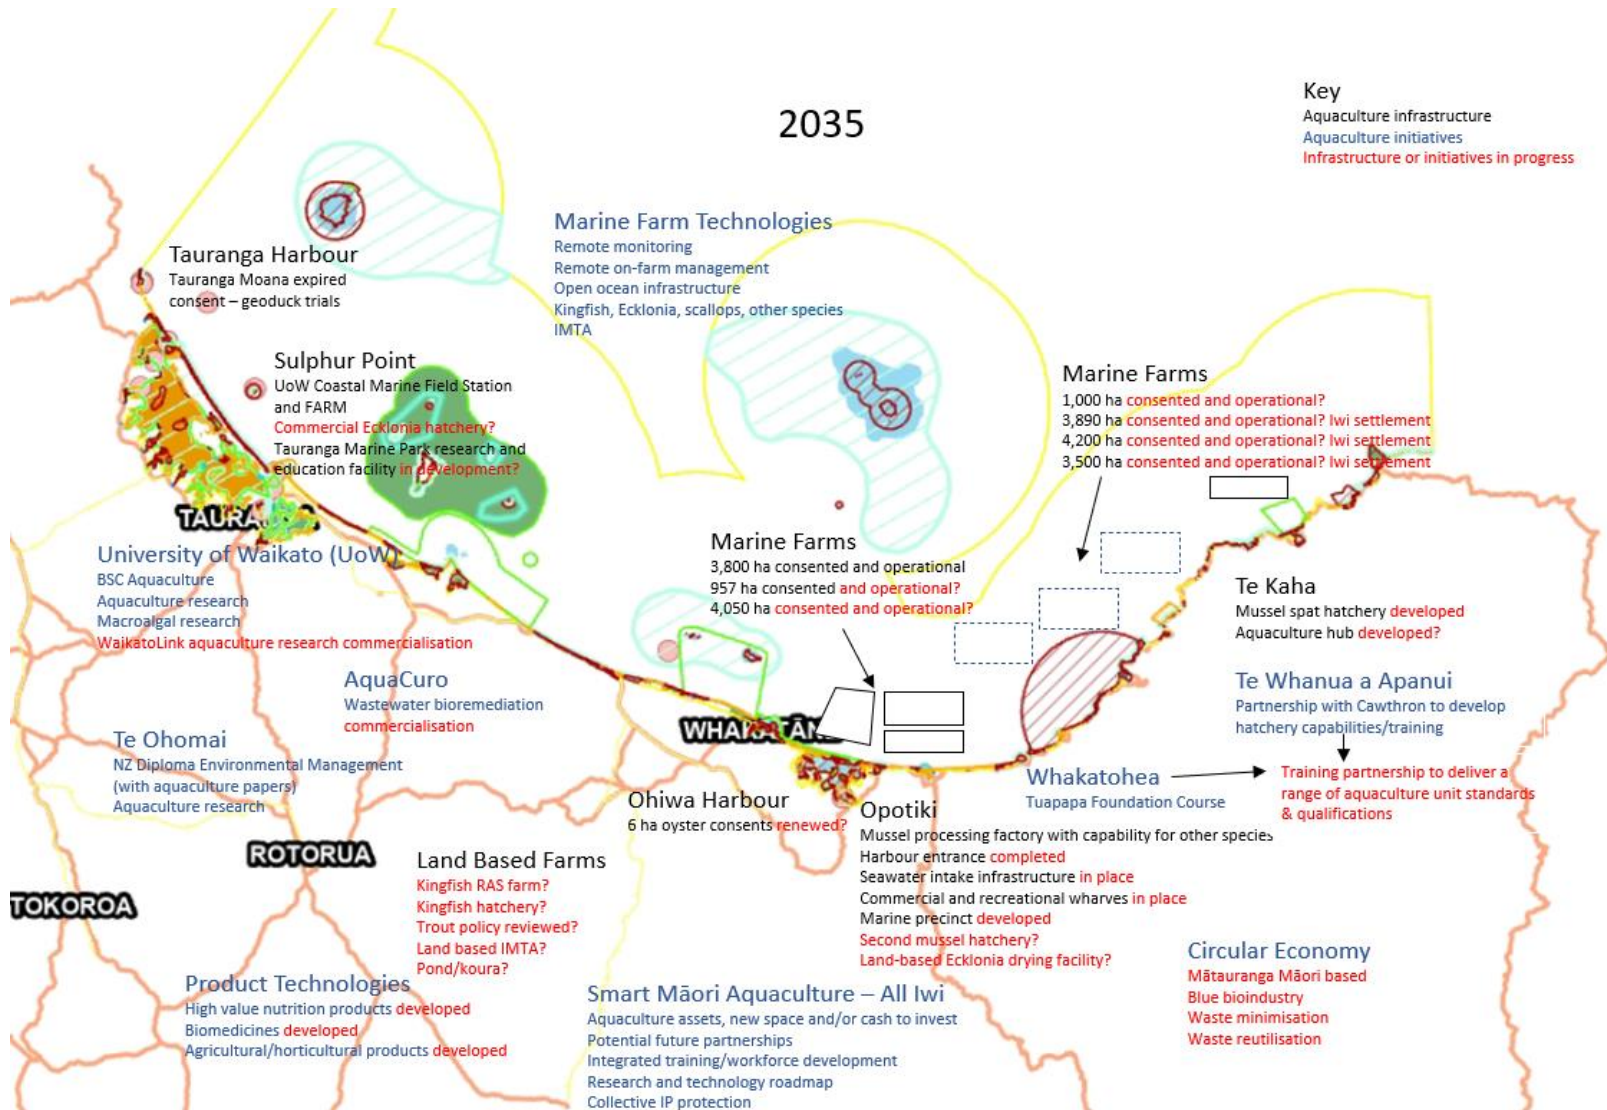 2035
Key
Aquaculture infrastructure
Aquaculture initiatives
Infrastructure or initiatives in progress
Tauranga Harbour
Tauranga Moana expired
consent – geoduck trials
Marine Farm Technologies
Remote monitoring
Remote on-farm management
Open ocean infrastructure
Kingfish, Ecklonia, scallops, other species
IMTA
Sulphur Point
UoW Coastal Marine Field Station
and FARM
Commercial Ecklonia hatchery?
Tauranga Marine Park research and
education facility in development?
Marine Farms
1,000 ha consented and operational?
3,890 ha consented and operational? Iwi settlement
4,200 ha consented and operational? Iwi settlement
3,500 ha consented and operational? Iwi settlement
Marine Farms
3,800 ha consented and operational
957 ha consented and operational?
4,050 ha consented and operational?
University of Waikato (UoW)
BSC Aquaculture
Aquaculture research
Macroalgal research
WaikatoLink aquaculture research commercialisation
Te Kaha
Mussel spat hatchery developed
Aquaculture hub developed?
AquaCuro
Wastewater bioremediation
commercialisation
Te Whanua a Apanui
Partnership with Cawthron to develop
hatchery capabilities/training
Te Ohomai
NZ Diploma Environmental Management
(with aquaculture papers)
Aquaculture research
Whakatohea
Tuapapa Foundation Course
Training partnership to deliver a
range of aquaculture unit standards
& qualifications
Ohiwa Harbour
6 ha oyster consents renewed?
Opotiki
Mussel processing factory with capability for other species
Harbour entrance completed
Seawater intake infrastructure in place
Commercial and recreational wharves in place
Marine precinct developed
Second mussel hatchery?
Land-based Ecklonia drying facility?
ROTORUA
TOKOROA
Land Based Farms
Kingfish RAS farm?
Kingfish hatchery?
Trout policy reviewed?
Land based IMTA?
Pond/koura?
Product Technologies
High value nutrition products developed
Biomedicines developed
Agricultural/horticultural products developed
Smart Māori Aquaculture – All Iwi
Aquaculture assets, new space and/or cash to invest
Potential future partnerships
Integrated training/workforce development
Research and technology roadmap
Collective IP protection
Circular Economy
Mātauranga Māori based
Blue bioindustry
Waste minimisation
Waste reutilisation